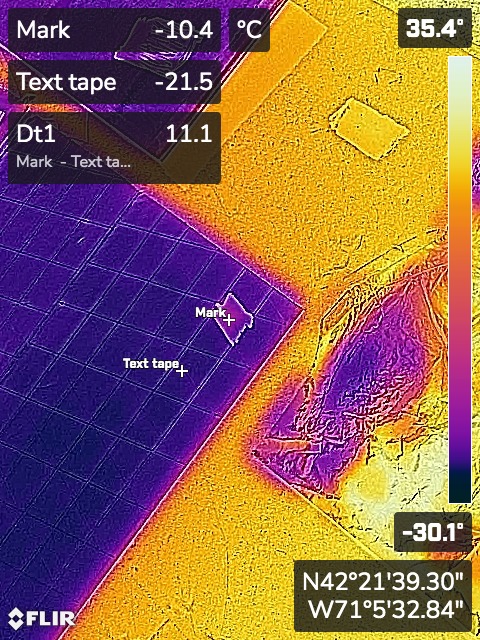 Mark -10.4 °C
35.4°
Text tape -21.5
Dt1 11.1
Mark - Text ta...
Mark
Text tape
-30.1°
N42°21'39.30"
W71°5'32.84"
FLIR